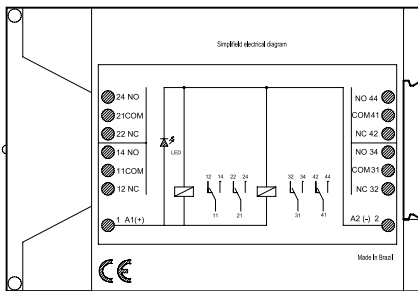 Simplifield electrical diagram
24 NO
21COM
22 NC
14 NO
11COM
12 NC
1 A1(+)
LED
12 14
11
22 24
21
32 34
31
42 44
41
NO 44
COM41
NC 42
NO 34
COM31
NC 32
A2 (-) 2
Made In Brazil
CE